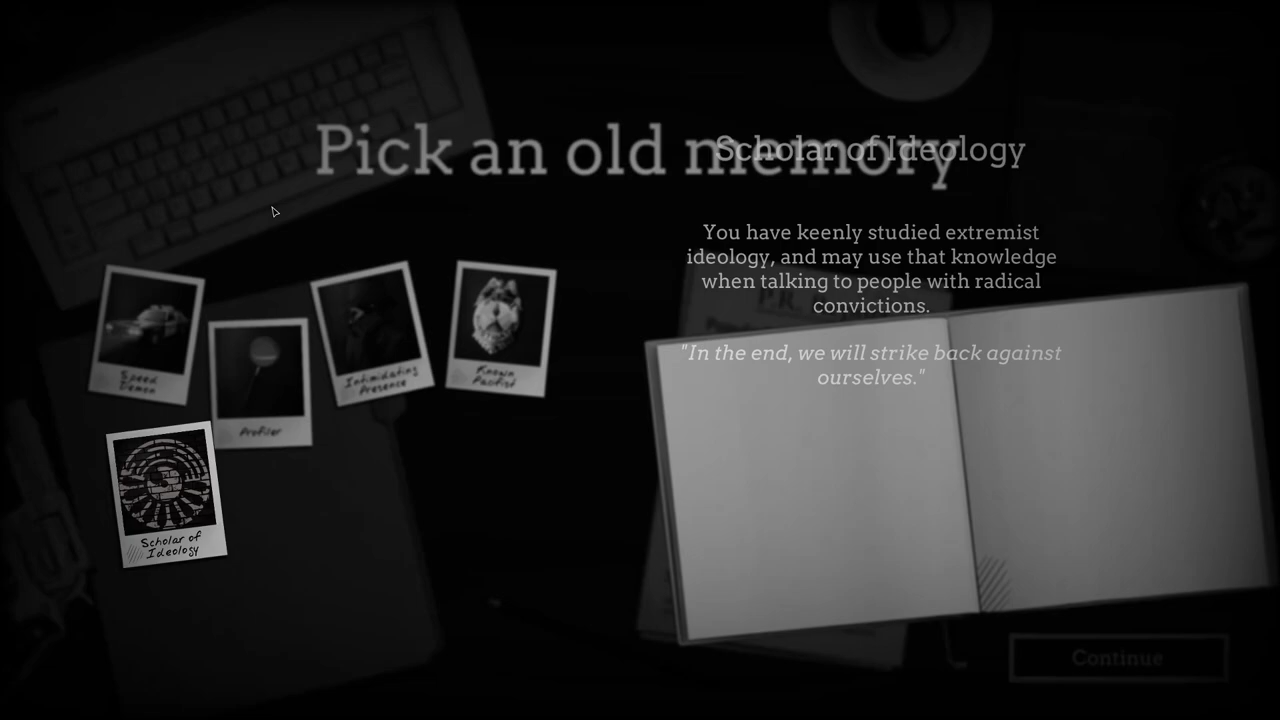 Pick an old memory
Scholar of Ideology
You have keenly studied extremist
ideology, and may use that knowledge
when talking to people with radical
convictions.
"In the end, we will strike back against
ourselves."
Speed
Demon
Profiler
Intimidating
Presence
Known
Pacifist
Scholar of
Ideology
P.R.
Continue